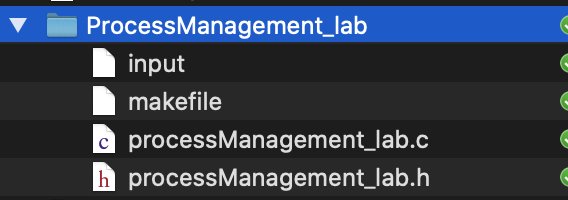 ProcessManagement_lab
input
makefile
c processManagement_lab.c
h processManagement_lab.h